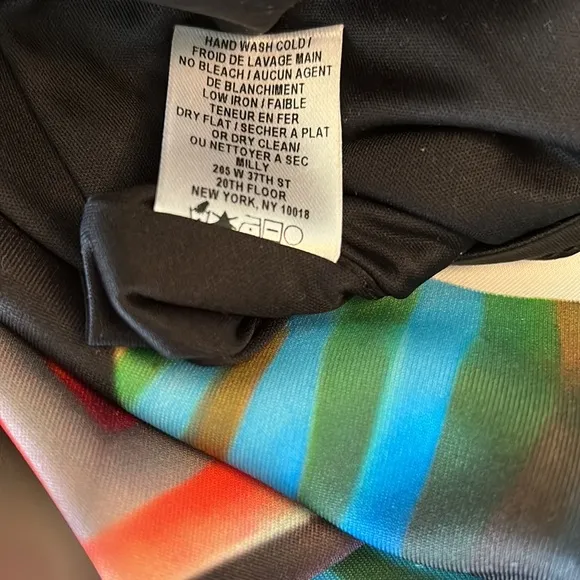 HAND WASH COLD /
FROID DE LAVAGE MAIN
NO BLEACH / AUCUN AGENT
DE BLANCHIMENT
LOW IRON / FAIBLE
TENEUR EN FER
DRY FLAT / SECHER A PLAT
OR DRY CLEAN/
OU NETTOYER A SEC
MILLY
265 W 37TH ST
20TH FLOOR
NEW YORK, NY 10018